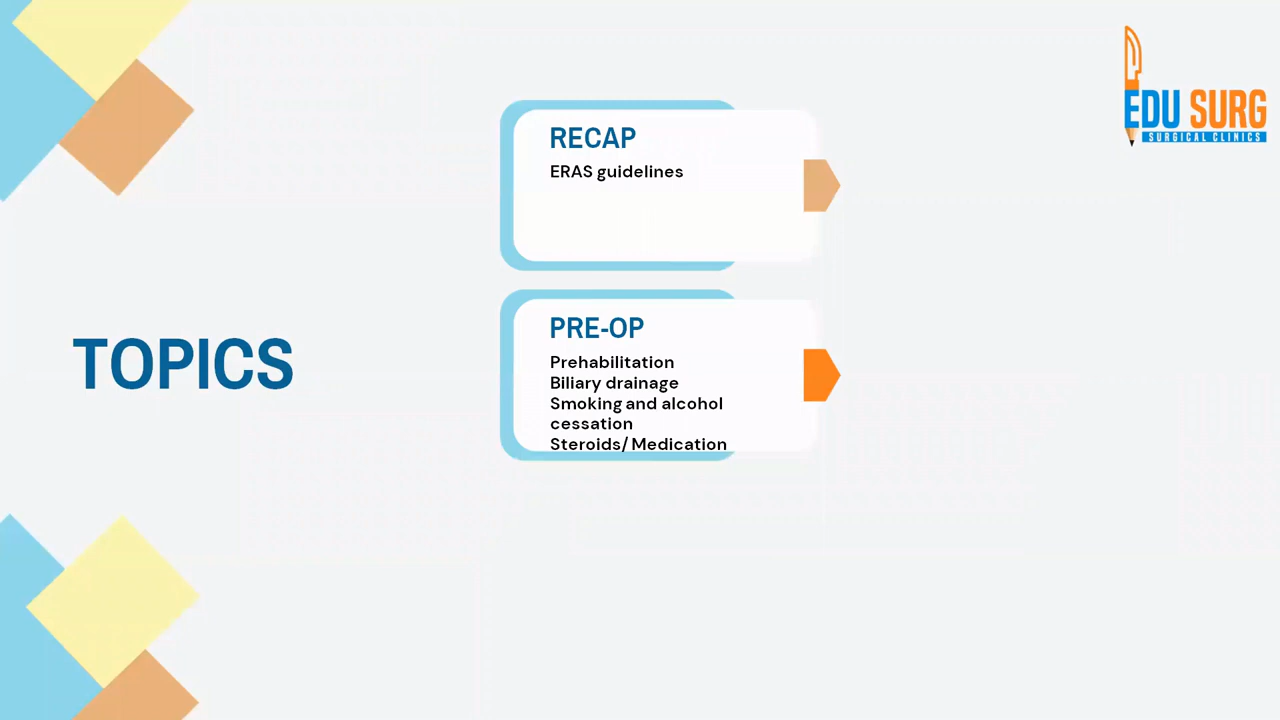 EDU SURG
SURGICAL CLINICS
RECAP
ERAS guidelines
TOPICS
PRE-OP
Prehabilitation
Biliary drainage
Smoking and alcohol
cessation
Steroids/ Medication